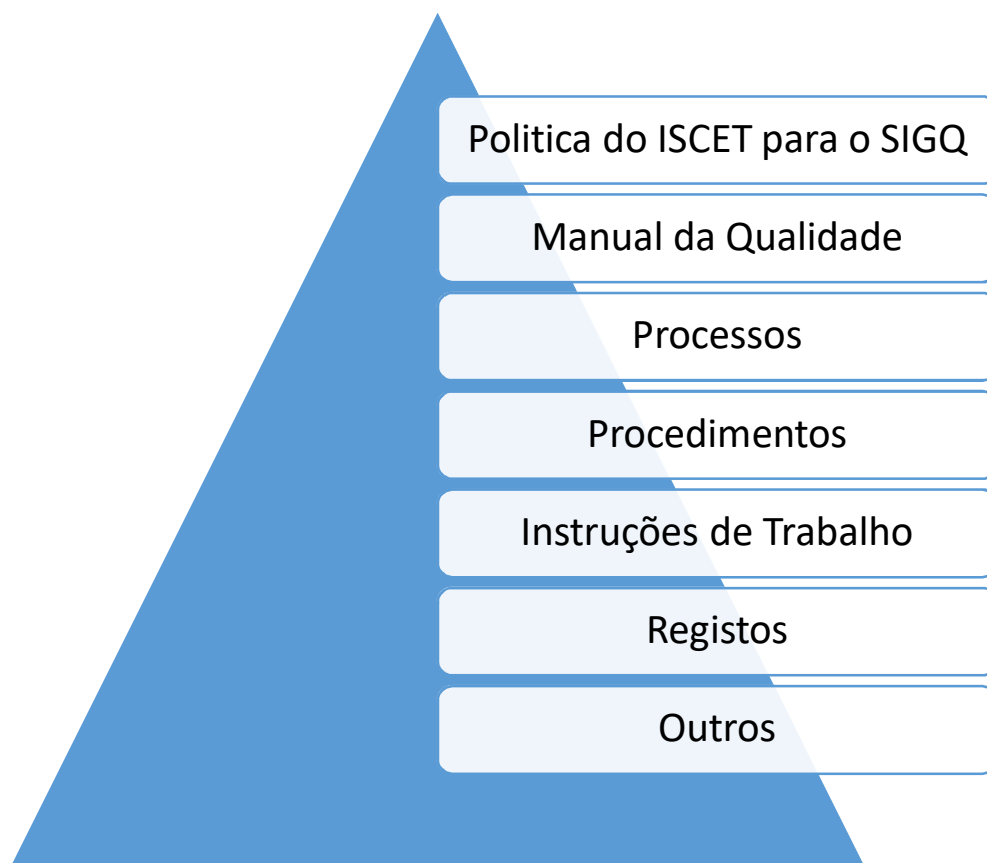 Politica do ISCET para o SIGQ
Manual da Qualidade
Processos
Procedimentos
Instruções de Trabalho
Registos
Outros